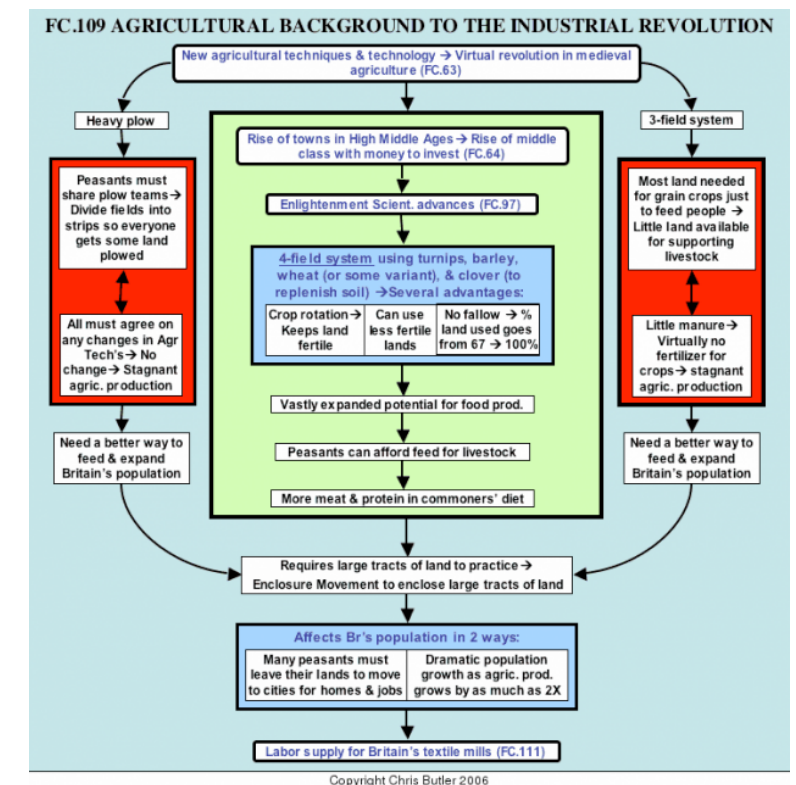 FC.109 AGRICULTURAL BACKGROUND TO THE INDUSTRIAL REVOLUTION
New agricultural techniques & technology → Virtual revolution in medieval
agriculture (FC.63)
Heavy plow
3-field system
Rise of towns in High Middle Ages → Rise of middle
class with money to invest (FC.64)
Peasants must
share plow teams →
Divide fields into
strips so everyone
gets some land
plowed
Most land needed
for grain crops just
to feed people →
Little land available
for supporting
livestock
Enlightenment Scient. advances (FC.97)
4-field system using turnips, barley,
wheat (or some variant), & clover (to
replenish soil) → Several advantages:
Crop rotation →
Keeps land
fertile
Can use
less fertile
lands
No fallow → %
land used goes
from 67 → 100%
All must agree on
any changes in Agr
Tech's → No
change → Stagnant
agric. production
Little manure →
Virtually no
fertilizer for
crops → stagnant
agric. production
Vastly expanded potential for food prod.
Need a better way to
feed & expand
Britain's population
Need a better way to
feed & expand
Britain's population
Peasants can afford feed for livestock
More meat & protein in commoners' diet
Requires large tracts of land to practice →
Enclosure Movement to enclose large tracts of land
Affects Br's population in 2 ways:
Many peasants must
leave their lands to move
to cities for homes & jobs
Dramatic population
growth as agric. prod.
grows by as much as 2X
Labor supply for Britain's textile mills (FC.111)
Copyright Chris Butler 2006